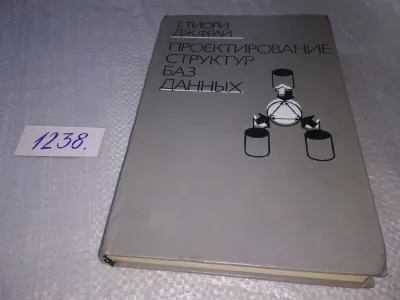 Т. ТИОРИ
ДЖ. ФРАЙ
ПРОЕКТИРОВАНИЕ
СТРУКТУР
БАЗ
ДАННЫХ
1238.